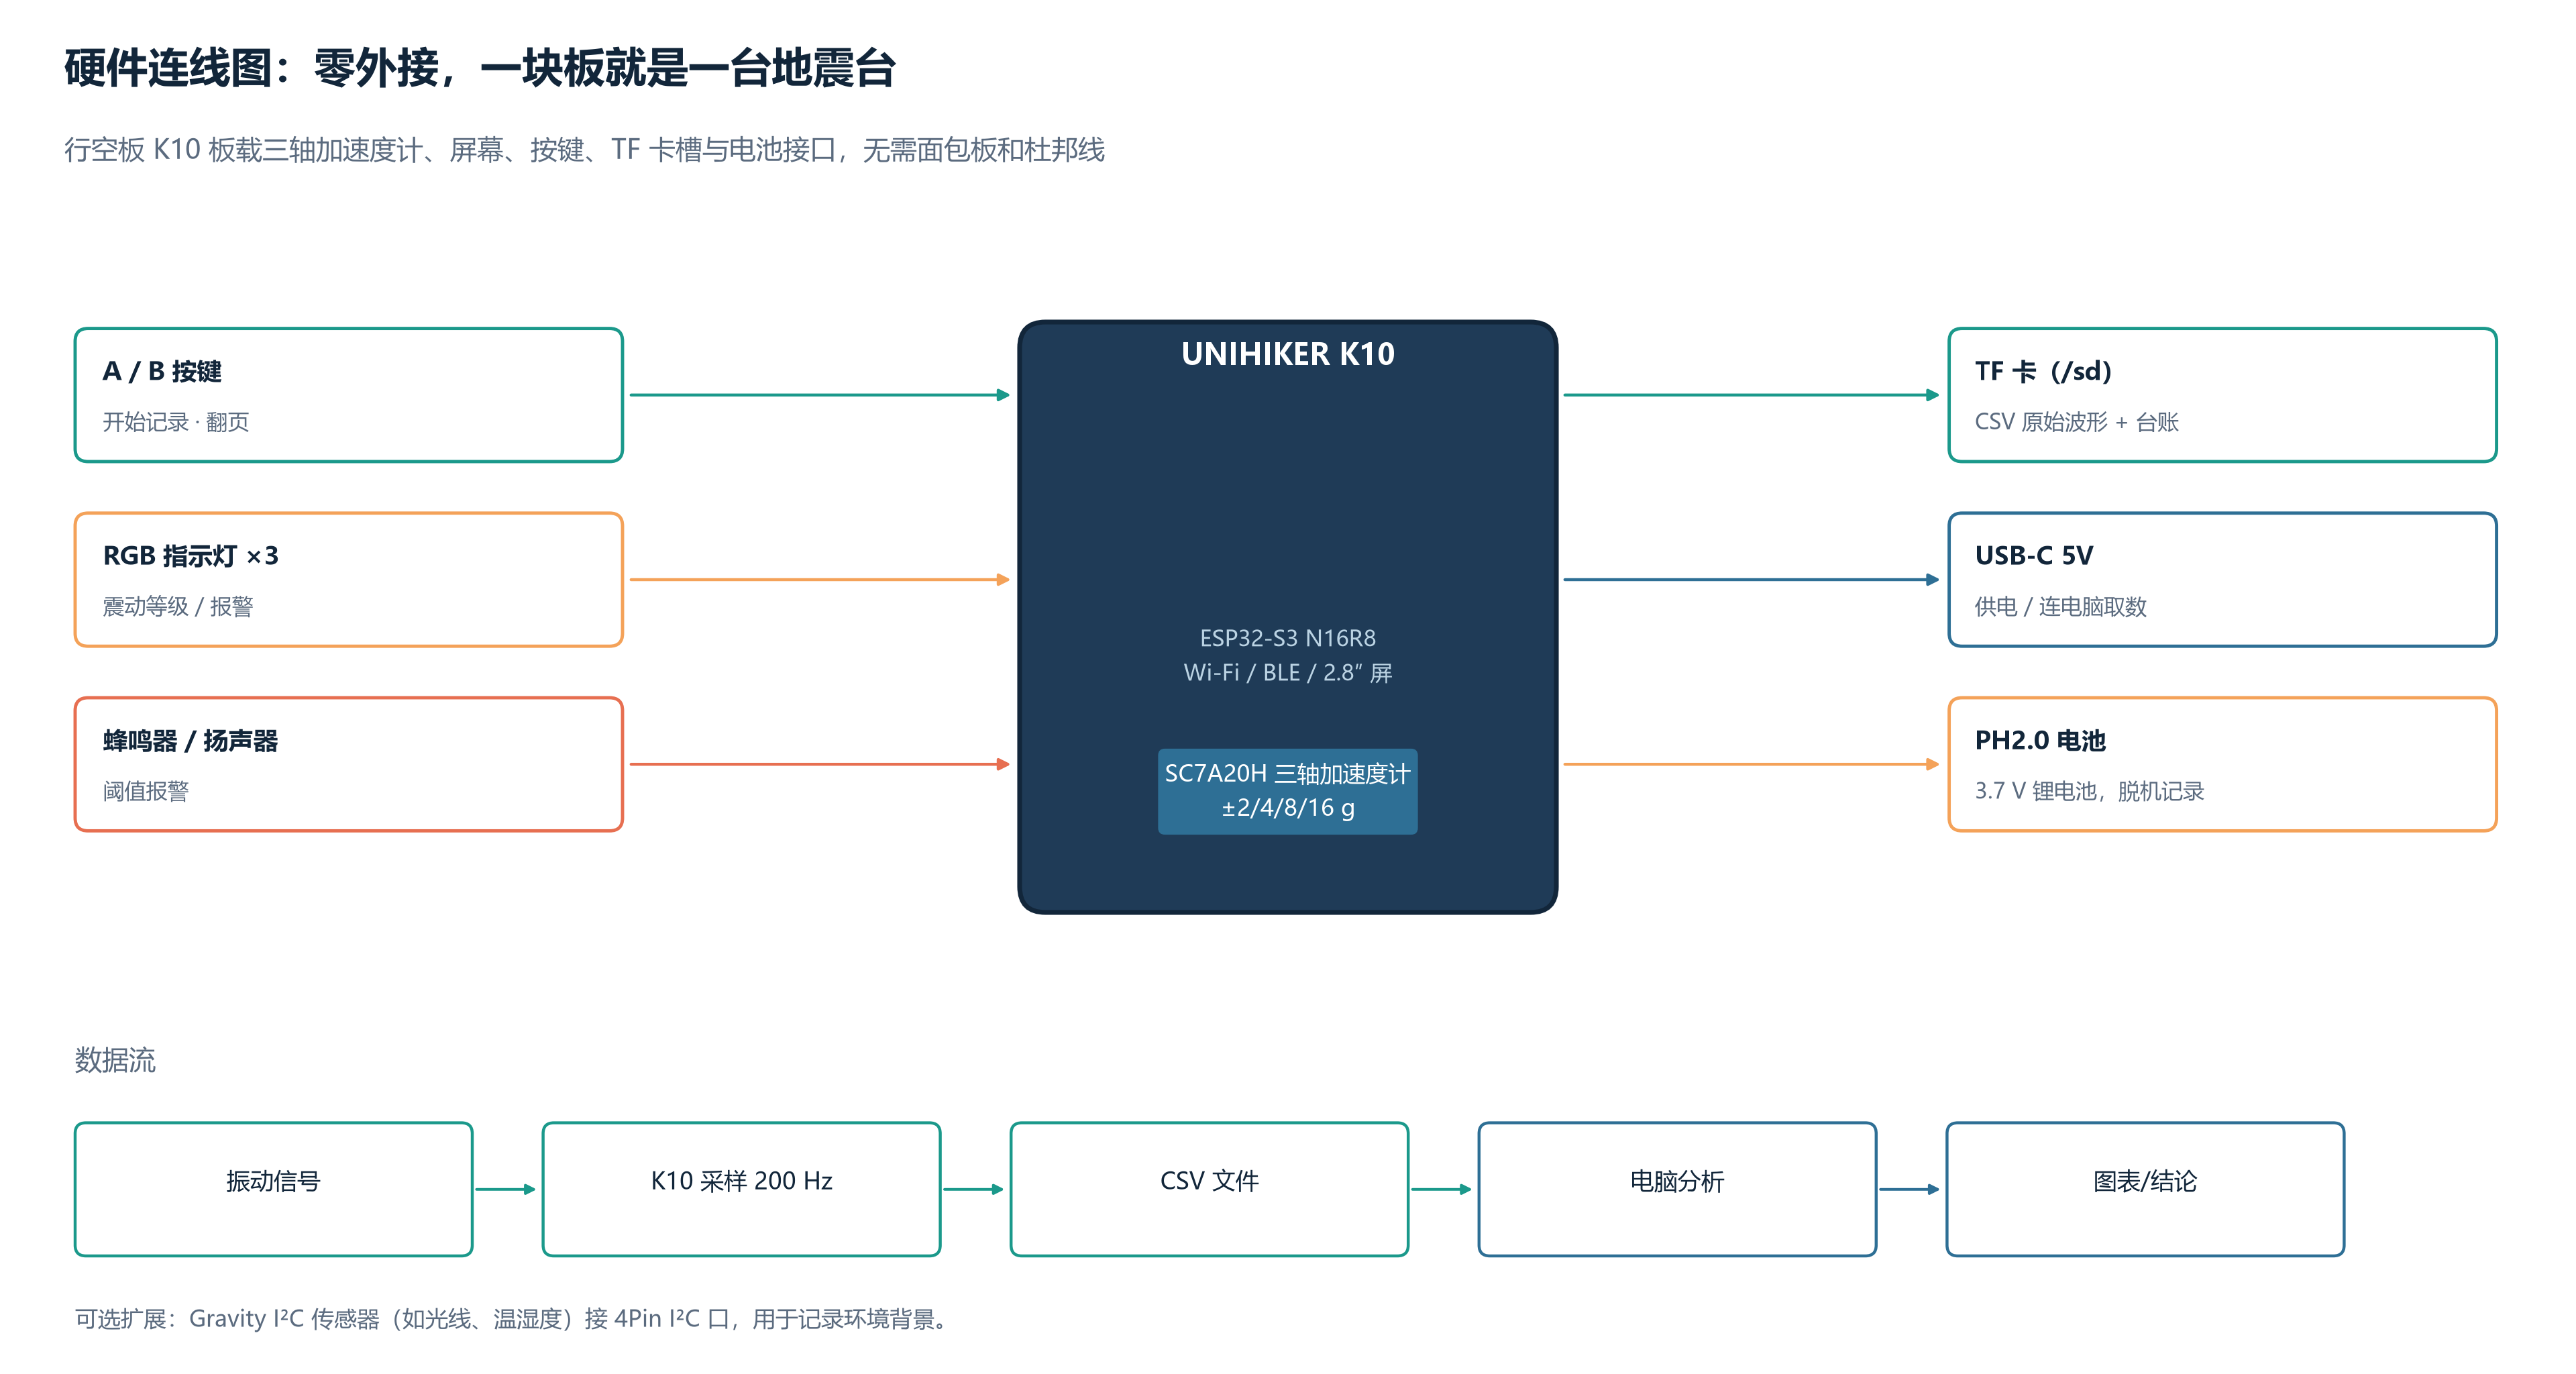 硬件连线图：零外接，一块板就是一台地震台
行空板 K10 板载三轴加速度计、屏幕、按键、TF 卡槽与电池接口，无需面包板和杜邦线
A / B 按键
开始记录 · 翻页
RGB 指示灯 ×3
震动等级 / 报警
蜂鸣器 / 扬声器
阈值报警
UNIHIKER K10
ESP32-S3 N16R8
Wi-Fi / BLE / 2.8″ 屏
SC7A20H 三轴加速度计
±2/4/8/16 g
TF 卡（/sd）
CSV 原始波形 + 台账
USB-C 5V
供电 / 连电脑取数
PH2.0 电池
3.7 V 锂电池，脱机记录
数据流
振动信号
K10 采样 200 Hz
CSV 文件
电脑分析
图表/结论
可选扩展：Gravity I²C 传感器（如光线、温湿度）接 4Pin I²C 口，用于记录环境背景。